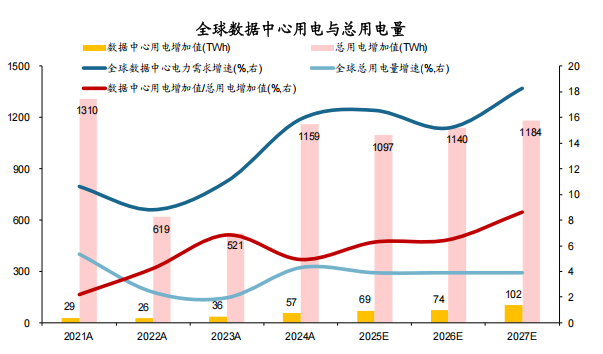 全球数据中心用电与总用电量
数据中心用电增加值(TWh) 总用电增加值(TWh)
全球数据中心电力需求增速(%,右) 全球总用电量增速(%,右)
数据中心用电增加值/总用电增加值(%,右)
1500 20
18
1200 16
14
900 12
10
600 8
6
300 4
2
0 0
1310 619 521 1159 1097 1140 1184
29 26 36 57 69 74 102
2021A 2022A 2023A 2024A 2025E 2026E 2027E